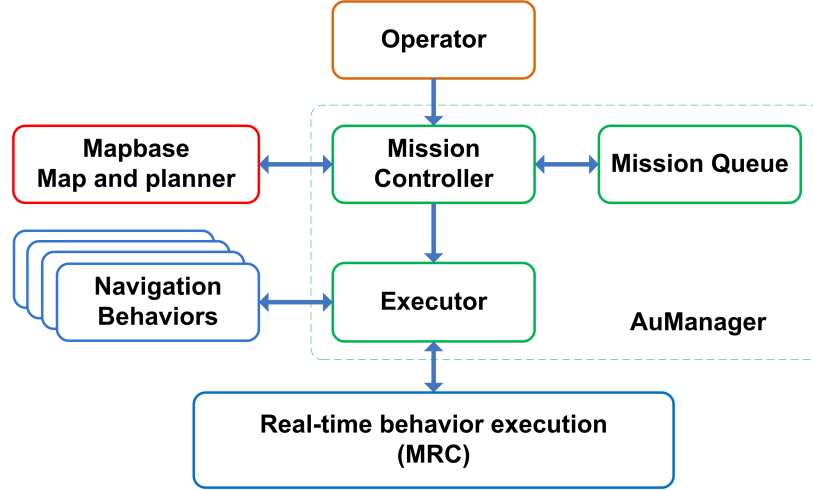 Operator
Mapbase
Map and planner
Mission
Controller
Mission Queue
Navigation
Behaviors
Executor
AuManager
Real-time behavior execution
(MRC)